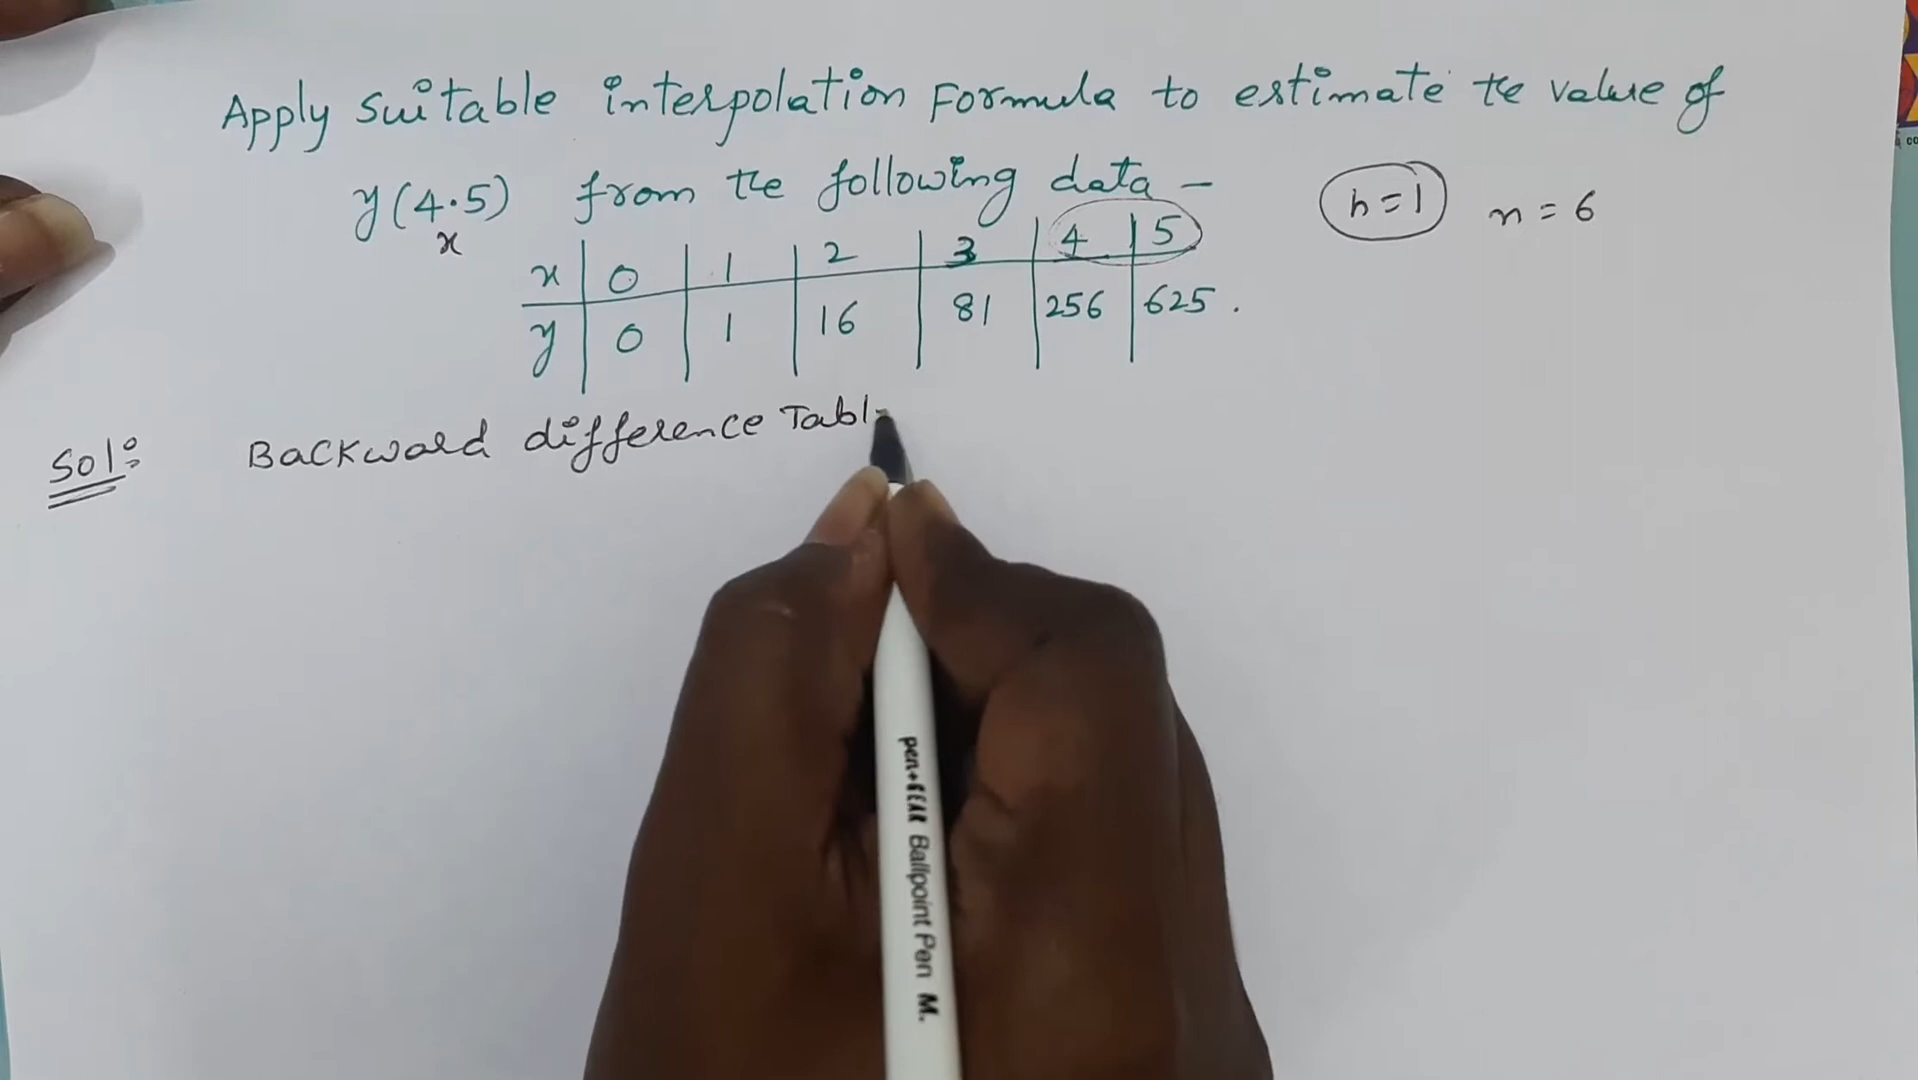 Apply suitable interpolation Formula to estimate the value of
y(4.5) from the following data -
x
h=1 n = 6
x 0 1 2 3 4 5
y 0 1 16 81 256 625.
Sol: Backward difference Tabl
pen+GEAR Ballpoint Pen M.